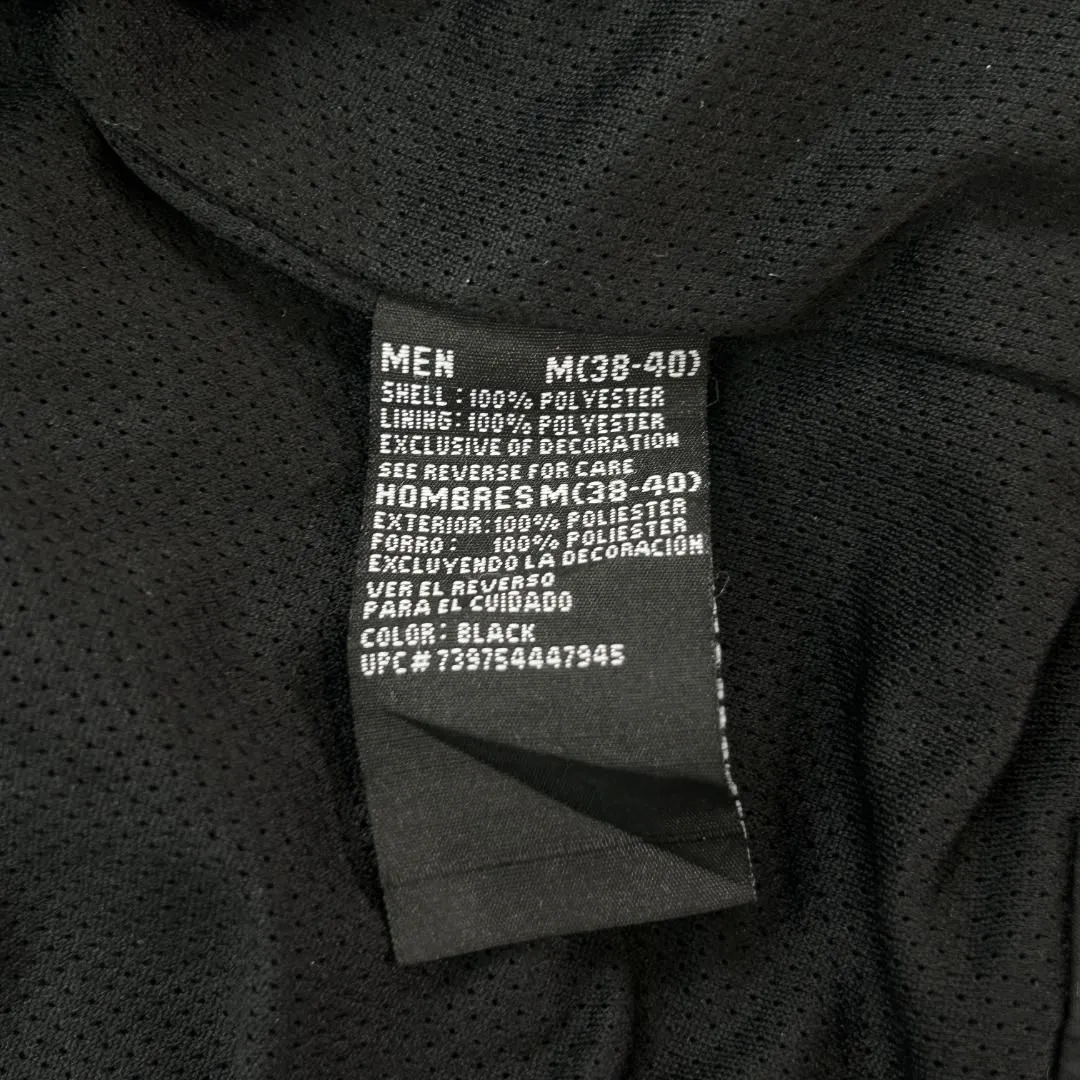 MEN M(38-40)
SHELL : 100% POLYESTER
LINING: 100% POLYESTER
EXCLUSIVE OF DECORATION
SEE REVERSE FOR CARE
HOMBRES M(38-40)
EXTERIOR: 100% POLIESTER
FORRO : 100% POLIESTER
EXCLUYENDO LA DECORACION
VER EL REVERSO
PARA EL CUIDADO
COLOR: BLACK
UPC# 739754447945